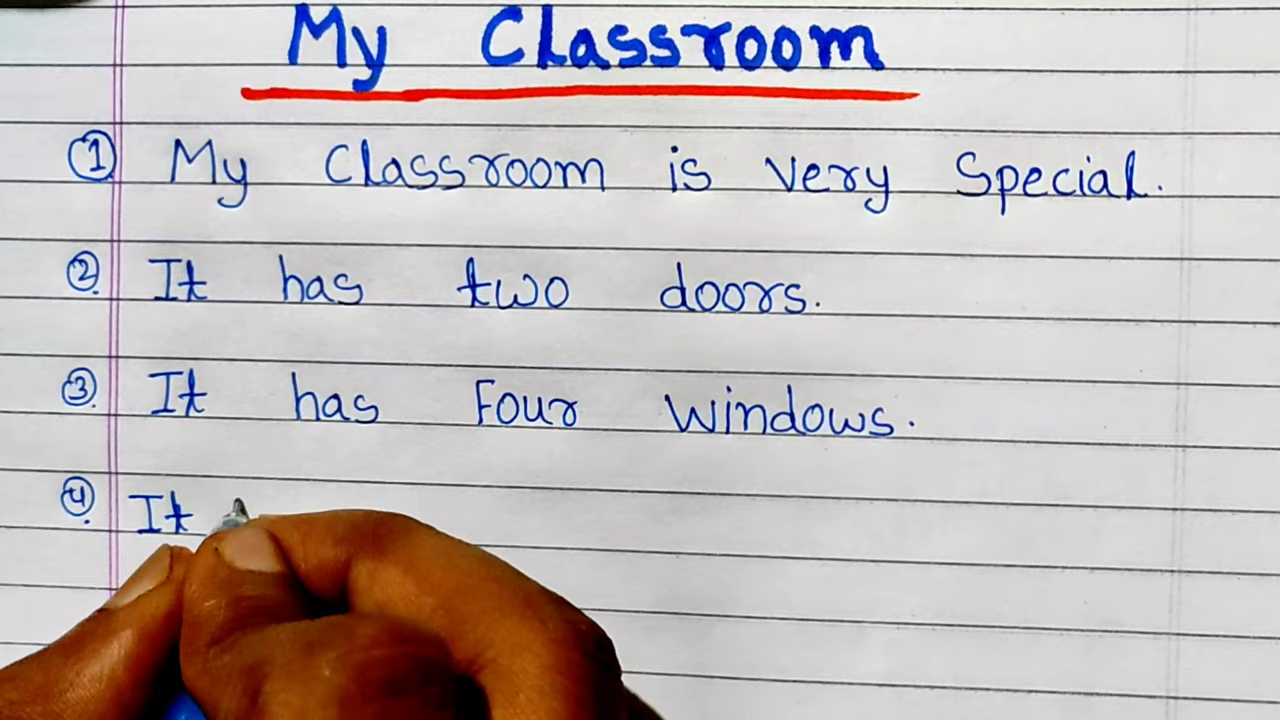 My Classroom
① My Classroom is Very Special.
②. It has two doors.
③. It has Four Windows.
④. It